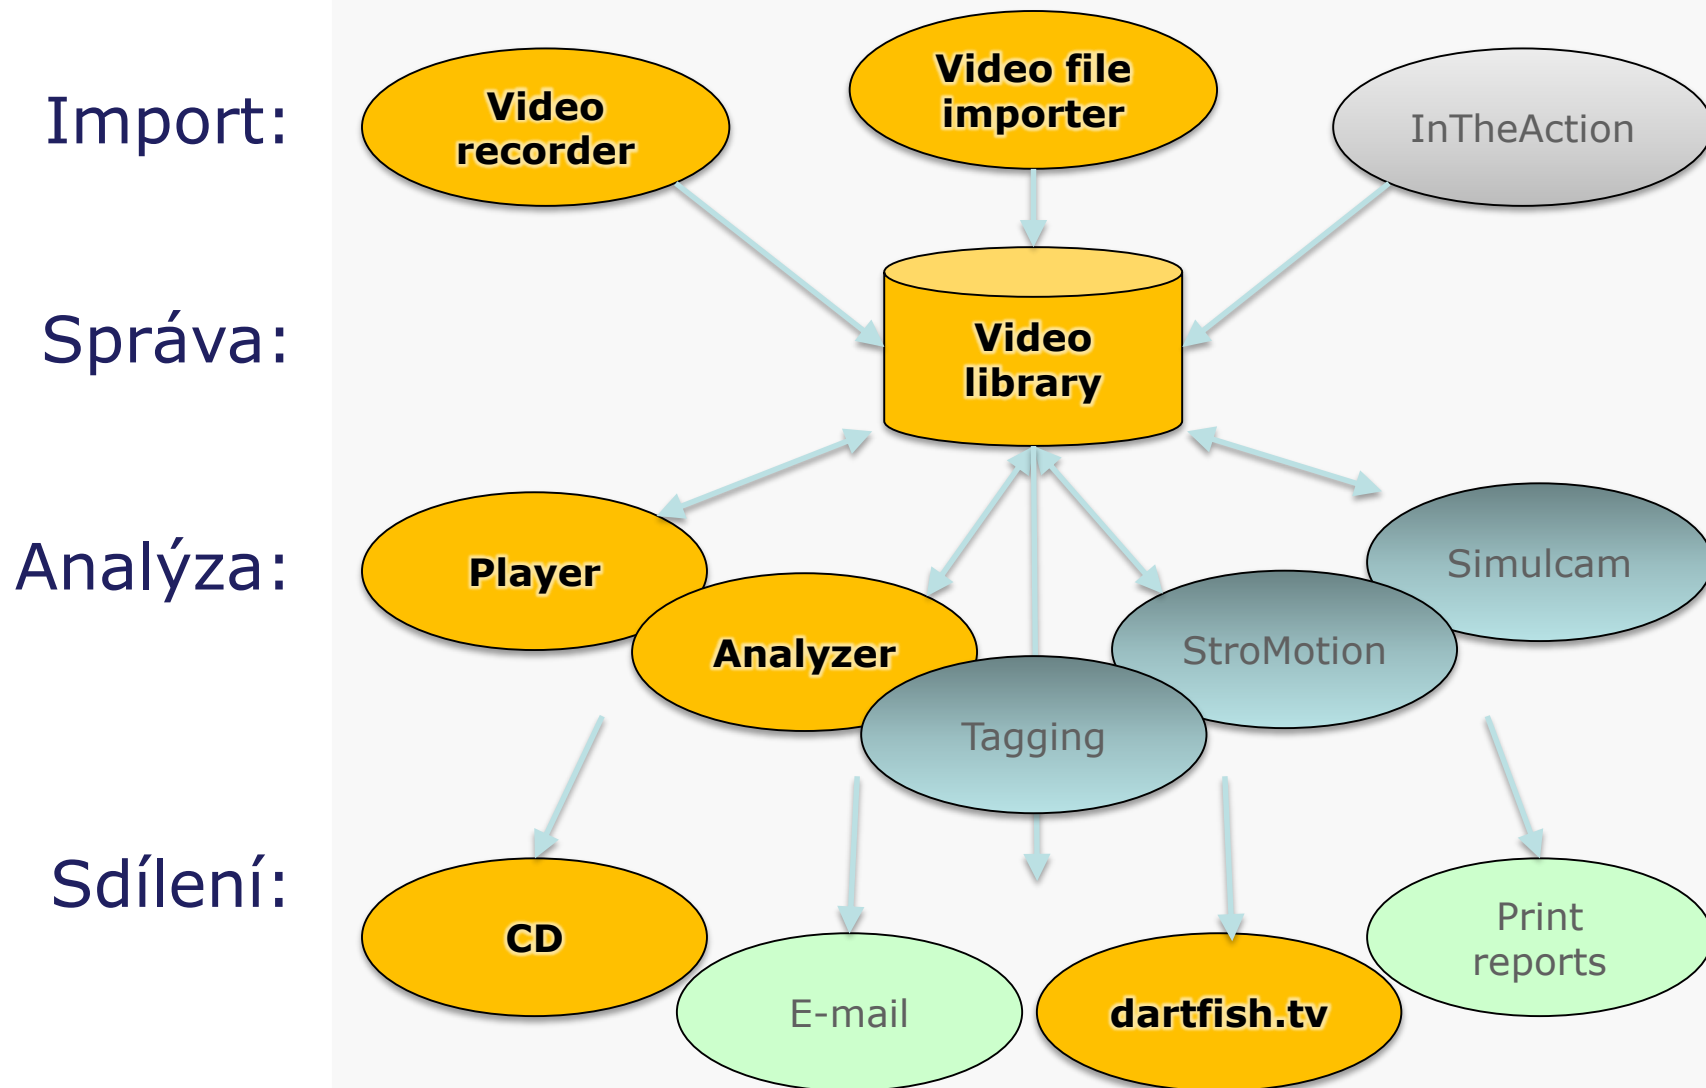 Import:
Video
recorder
Video file
importer
InTheAction
Správa:
Video
library
Analýza:
Player
Analyzer
Tagging
StroMotion
Simulcam
Sdílení:
CD
E-mail
dartfish.tv
Print
reports